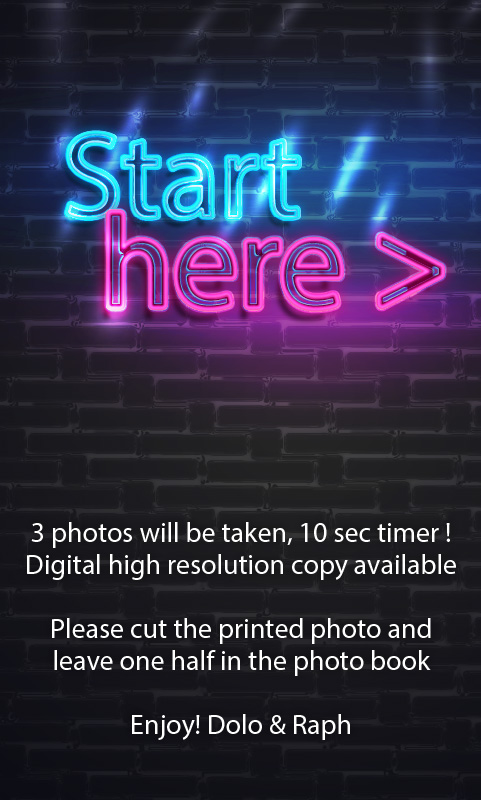 Start
here >
3 photos will be taken, 10 sec timer !
Digital high resolution copy available
Please cut the printed photo and
leave one half in the photo book
Enjoy! Dolo & Raph